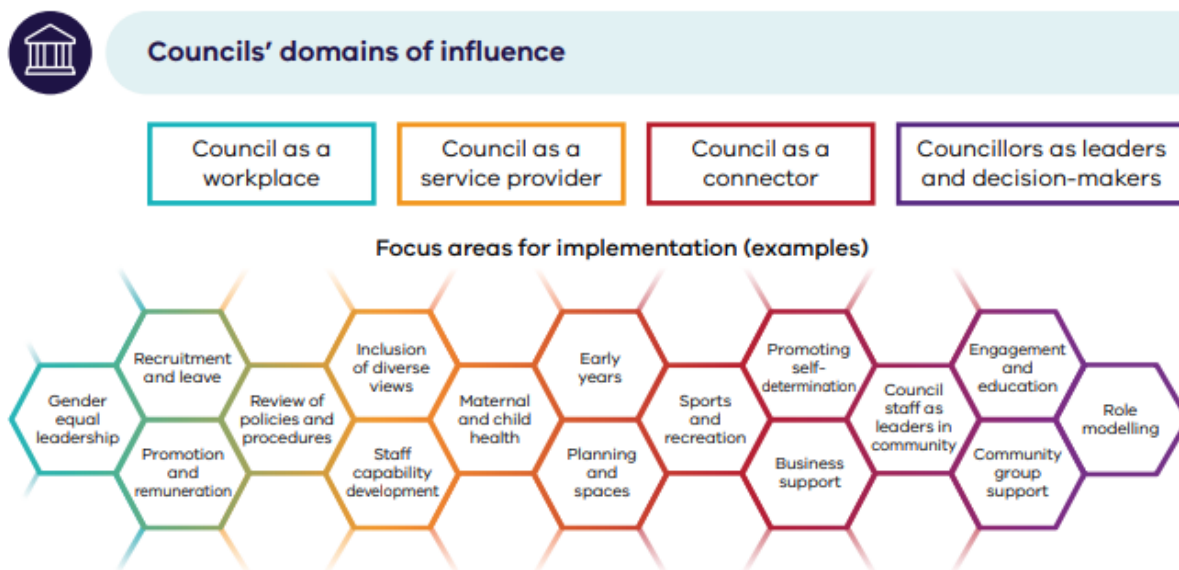 Councils’ domains of influence
Council as a
workplace
Council as a
service provider
Council as a
connector
Councillors as leaders
and decision-makers
Focus areas for implementation (examples)
Gender
equal
leadership
Recruitment
and leave
Promotion
and
remuneration
Review of
policies and
procedures
Inclusion
of diverse
views
Staff
capability
development
Maternal
and child
health
Early
years
Planning
and
spaces
Sports
and
recreation
Promoting
self-
determination
Business
support
Council
staff as
leaders in
community
Engagement
and
education
Community
group
support
Role
modelling